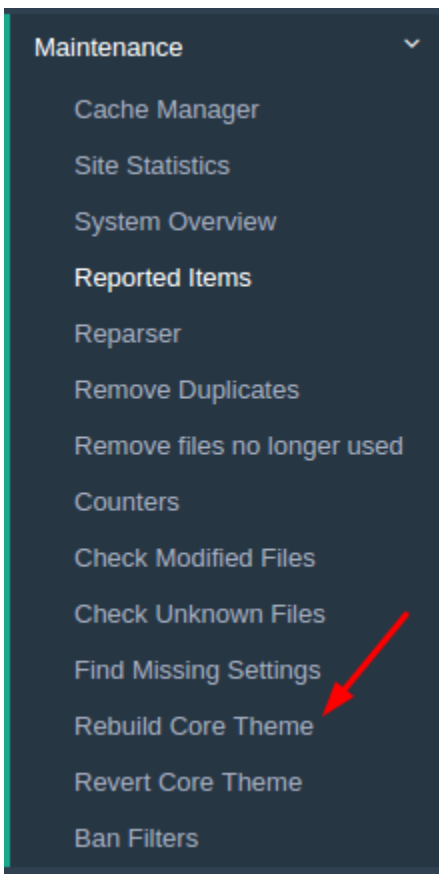 Maintenance
Cache Manager
Site Statistics
System Overview
Reported Items
Reparser
Remove Duplicates
Remove files no longer used
Counters
Check Modified Files
Check Unknown Files
Find Missing Settings
Rebuild Core Theme
Revert Core Theme
Ban Filters